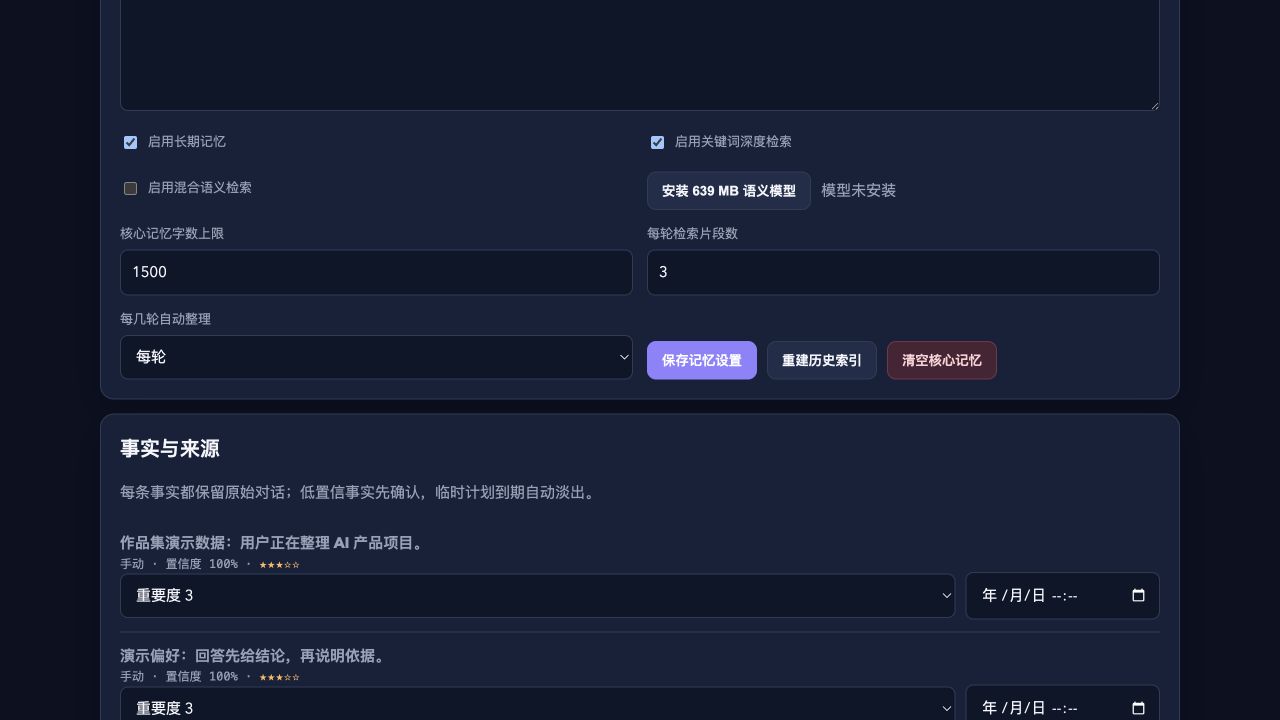 启用长期记忆
启用关键词深度检索
启用混合语义检索
安装 639 MB 语义模型
模型未安装
核心记忆字数上限
每轮检索片段数
1500
3
每几轮自动整理
每轮
保存记忆设置
重建历史索引
清空核心记忆
事实与来源
每条事实都保留原始对话；低置信事实先确认，临时计划到期自动淡出。
作品集演示数据：用户正在整理 AI 产品项目。
手动 · 置信度 100% · ★★★☆☆
重要度 3
年 /月/日 --:--
演示偏好：回答先给结论，再说明依据。
手动 · 置信度 100% · ★★★☆☆
重要度 3
年 /月/日 --:--